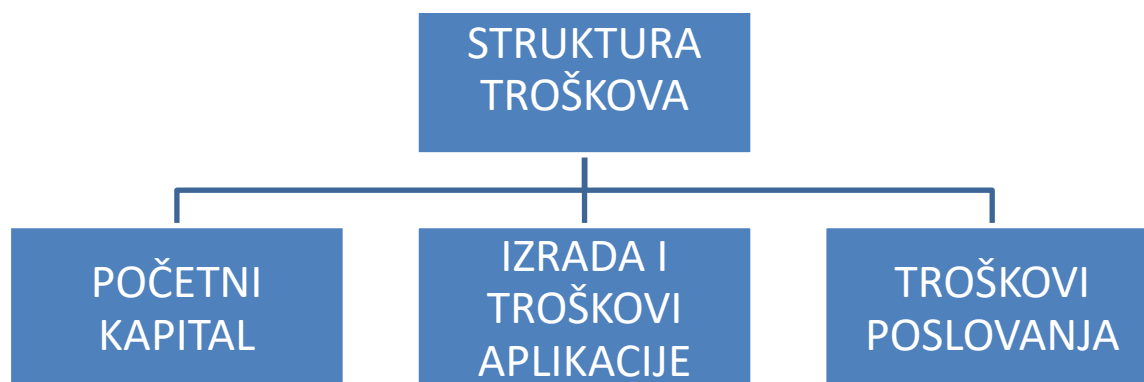 STRUKTURA
TROŠKOVA
POČETNI
KAPITAL
IZRADA I
TROŠKOVI
APLIKACIJE
TROŠKOVI
POSLOVANJA